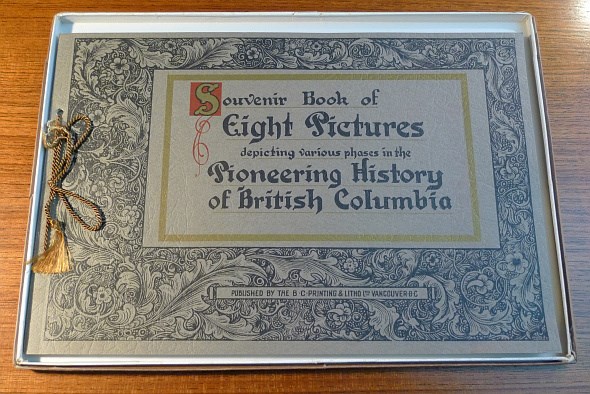 Souvenir Book of
Eight Pictures
depicting various phases in the
Pioneering History
of British Columbia
PUBLISHED BY THE B·C·PRINTING & LITHO LTD VANCOUVER·B·C